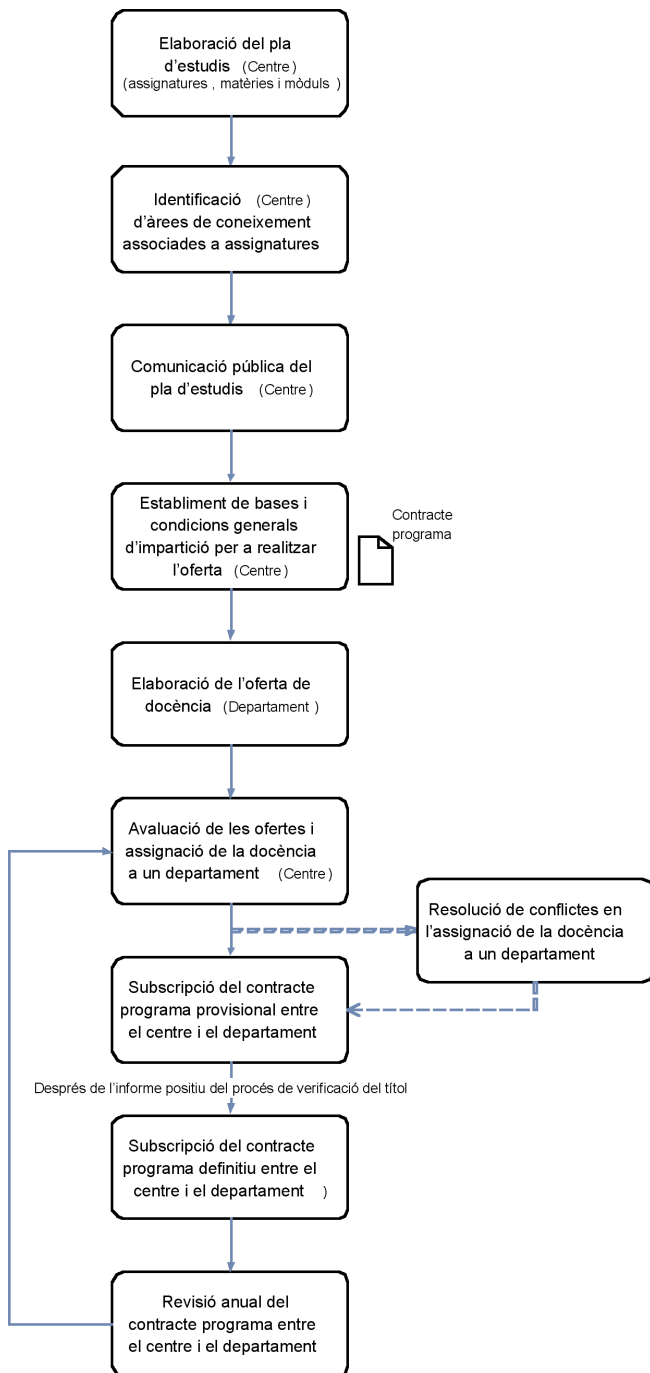 Elaboració del pla
d'estudis (Centre)
(assignatures , matèries i mòduls )
Identificació (Centre)
d'àrees de coneixement
associades a assignatures
Comunicació pública del
pla d'estudis (Centre)
Establiment de bases i
condicions generals
d'impartició per a realitzar
l'oferta (Centre)
Contracte
programa
Elaboració de l'oferta de
docència (Departament )
Avaluació de les ofertes i
assignació de la docència
a un departament (Centre)
Resolució de conflictes en
l'assignació de la docència
a un departament
Subscripció del contracte
programa provisional entre
el centre i el departament
Després de l'informe positiu del procés de verificació del títol
Subscripció del contracte
programa definitiu entre el
centre i el departament )
Revisió anual del
contracte programa entre
el centre i el departament